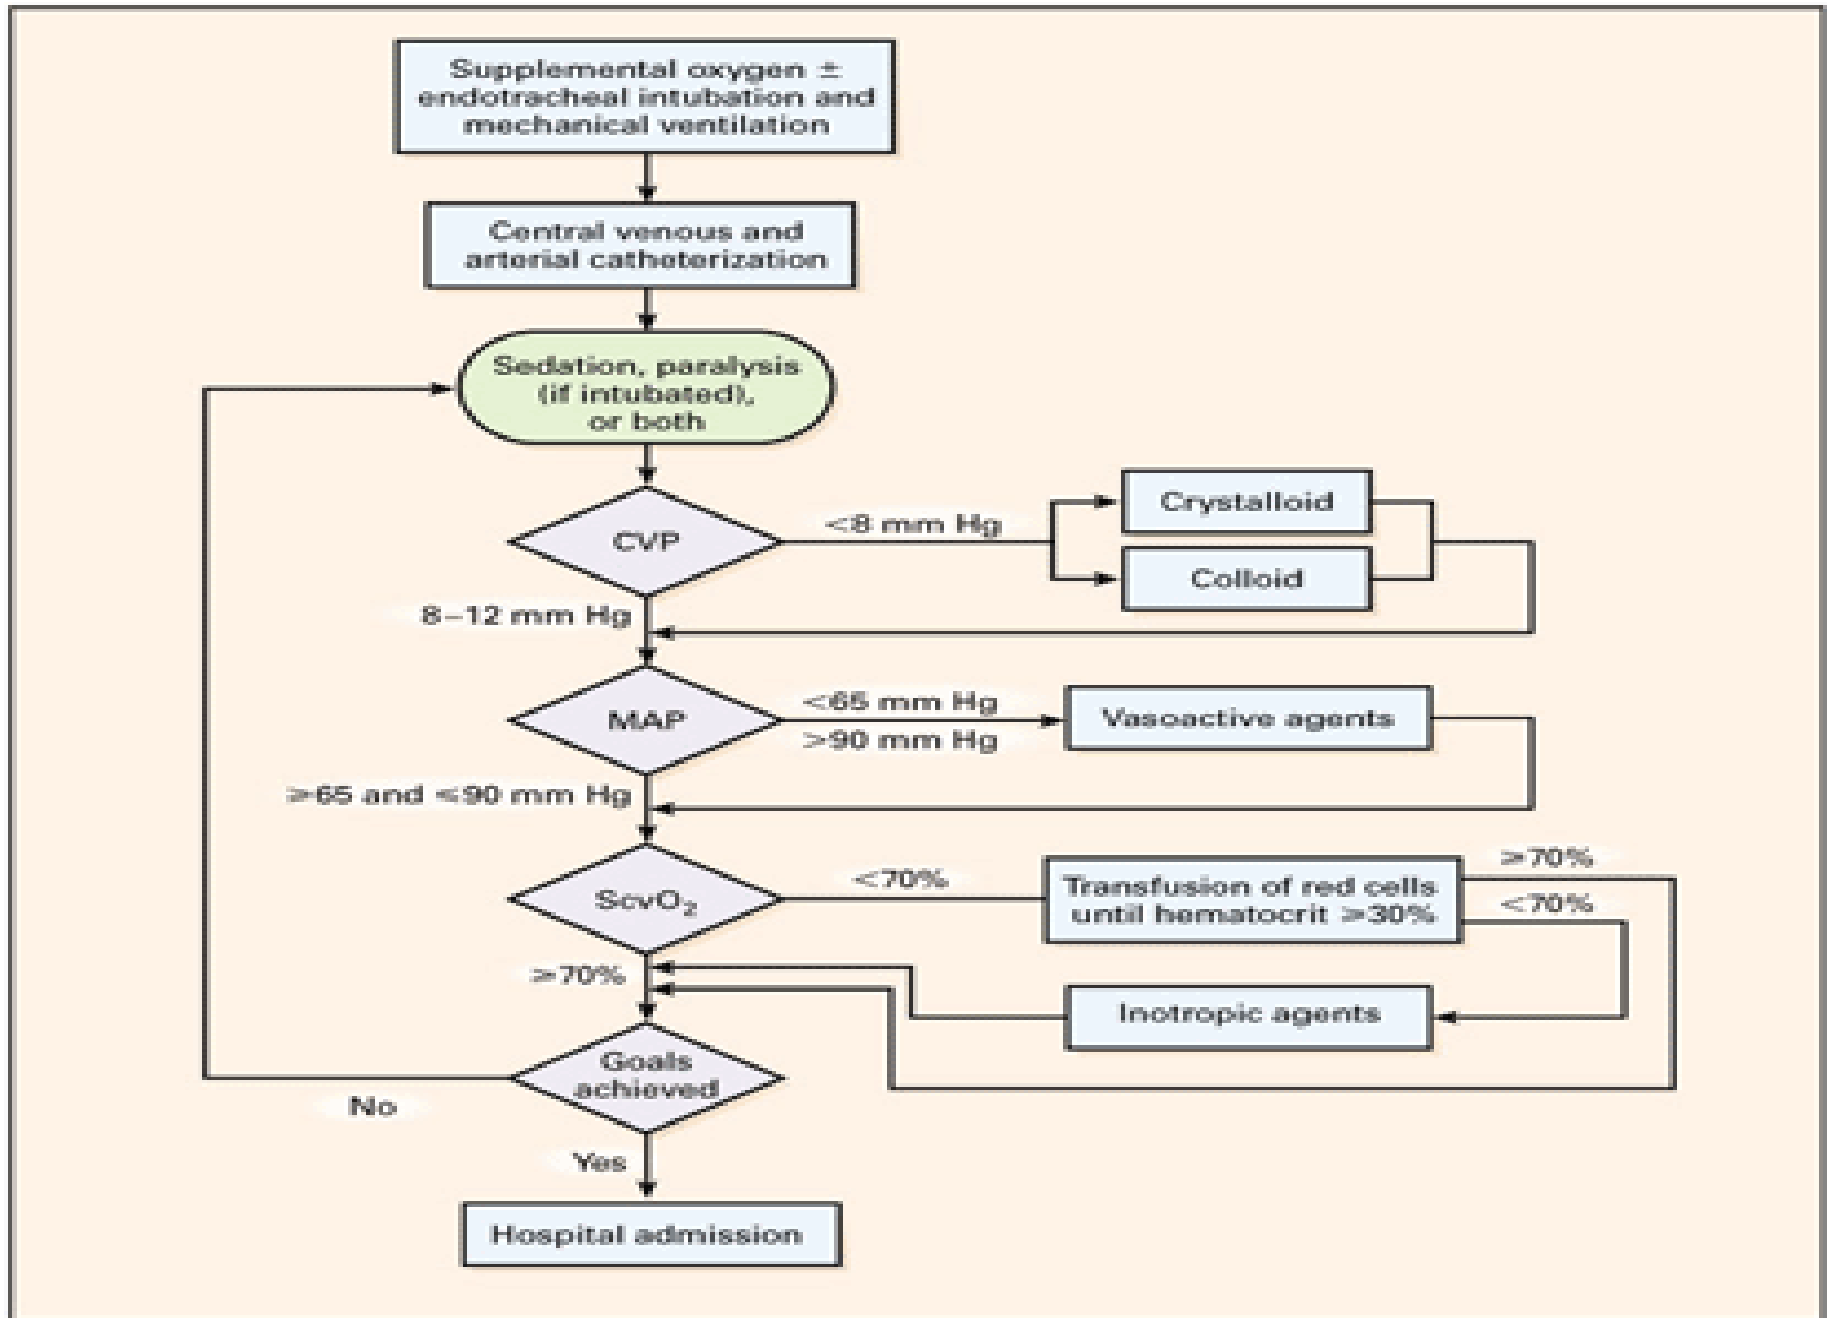 Supplemental oxygen ±
endotracheal intubation and
mechanical ventilation
Central venous and
arterial catheterization
Sedation, paralysis
(if intubated),
or both
CVP
<8 mm Hg
Crystalloid
Colloid
8–12 mm Hg
MAP
<65 mm Hg
>90 mm Hg
Vasoactive agents
≥65 and ≤90 mm Hg
ScvO₂
<70%
Transfusion of red cells
until hematocrit ≥30%
≥70%
<70%
≥70%
Inotropic agents
Goals
achieved
No
Yes
Hospital admission